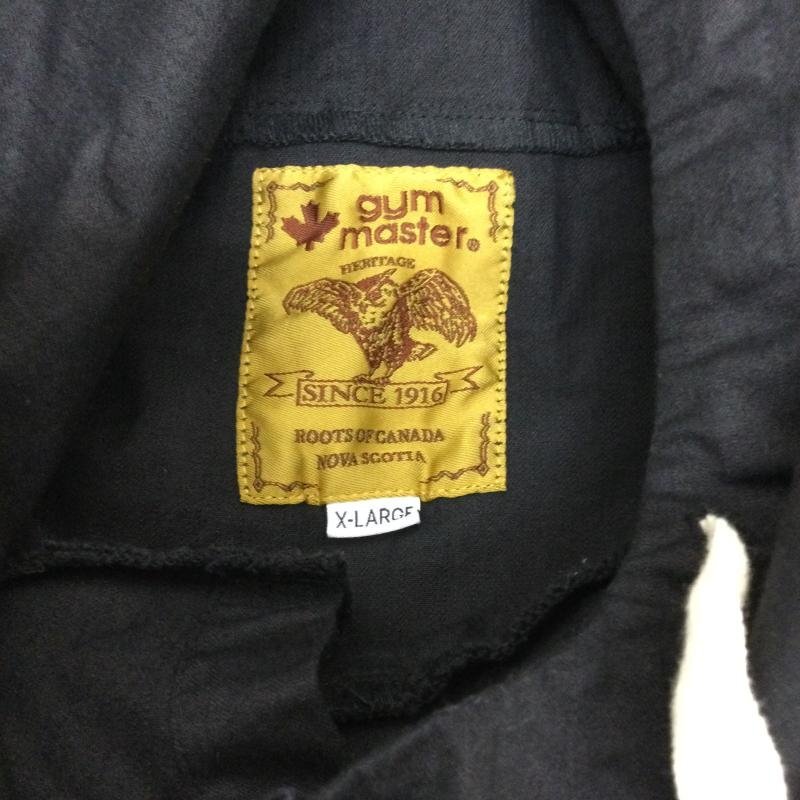 gym
master®
HERITAGE
SINCE 1916
ROOTS OF CANADA
NOVA SCOTIA
X-LARGE